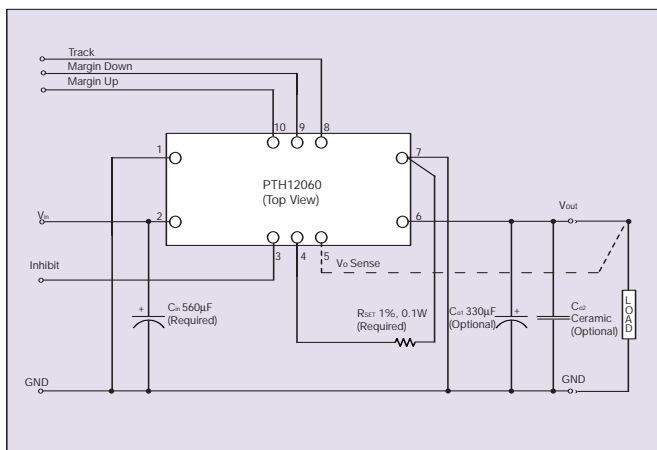 Track
Margin Down
Margin Up
10 9 8
1
7
PTH12060
(Top View)
Vin
2
6
Vout
3 4 5
Inhibit
Vo Sense
+
Cin 560µF
(Required)
RSET 1%, 0.1W
(Required)
Co1 330µF
(Optional)
+
Co2
Ceramic
(Optional)
LOAD
GND
GND